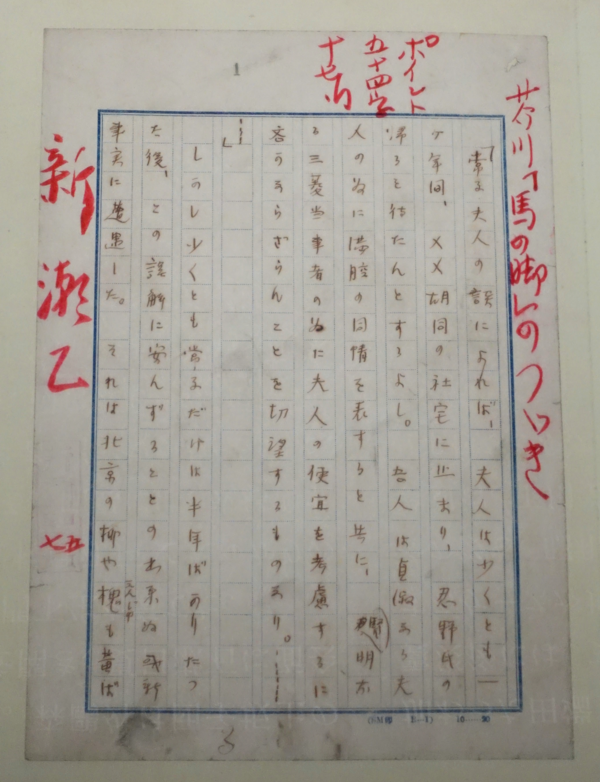 芥川「馬の脚」のつゞき
ポイント
五十四字
十七行
1
「常子夫人の談によれば、夫人は少くとも一
ケ年間、××胡同の社宅に止まり、忍野氏の
帰るを待たんとするよし。吾人は貞淑なる夫
人の為に満腔の同情を表すると共に、賢明な
る三菱当事者の為に夫人の便宜を考慮するに
吝かならざらんことを切望するものなり。……
……」
しかし少くとも常子だけは半年ばかりたつ
た後、この誤解に安んずることの出来ぬ或新
事実に遭遇した。それは北京の柳や槐も黄ば
えんじゆ
新潮乙
七五
10—20